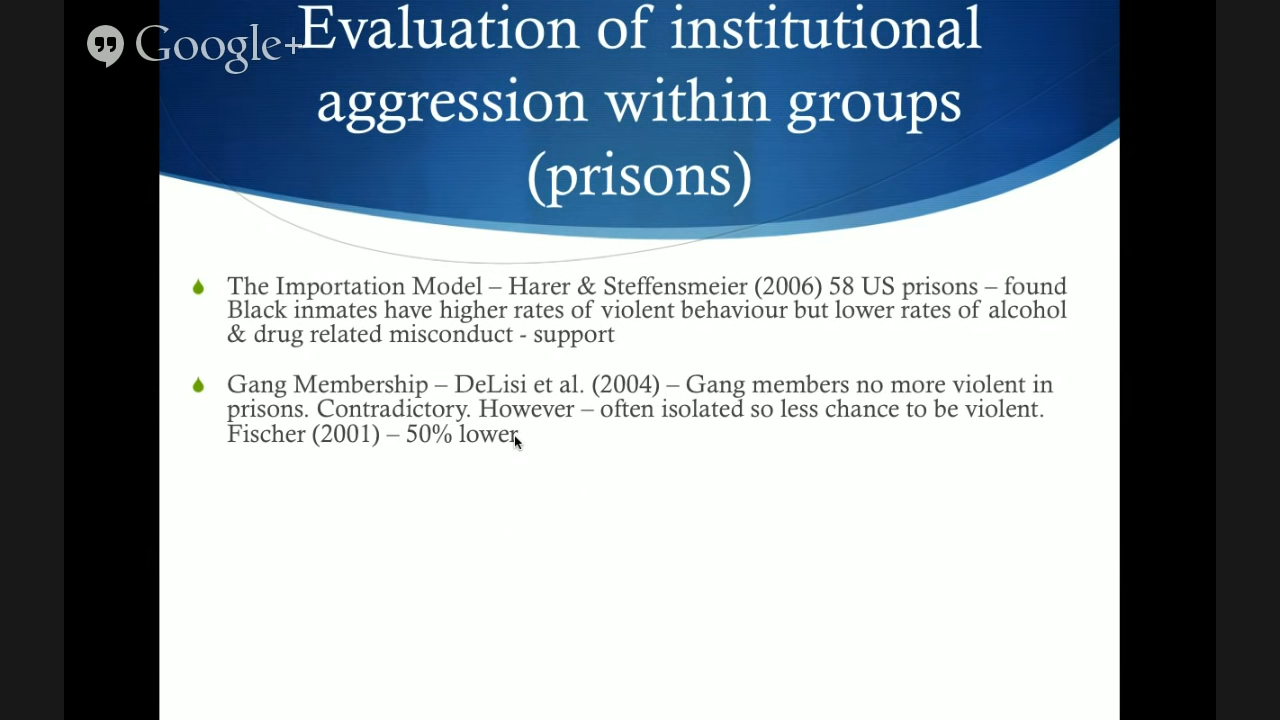 Google+
Evaluation of institutional
aggression within groups
(prisons)
The Importation Model – Harer & Steffensmeier (2006) 58 US prisons – found
Black inmates have higher rates of violent behaviour but lower rates of alcohol
& drug related misconduct - support
Gang Membership – DeLisi et al. (2004) – Gang members no more violent in
prisons. Contradictory. However – often isolated so less chance to be violent.
Fischer (2001) – 50% lower